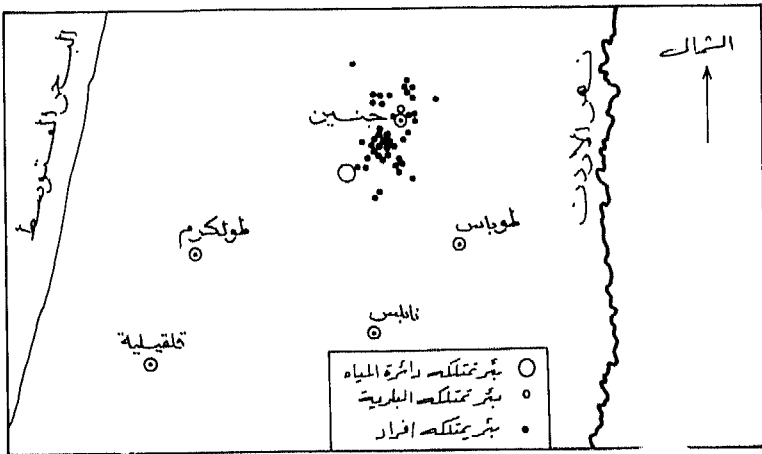 الشمال
البحر المتوسط
نهر الاردن
جنين
طولكرم
طوباس
نابلس
قلقيلية
بئر تمتلكه دائرة المياه
بئر تمتلكه البلدية
بئر يمتلكه افراد